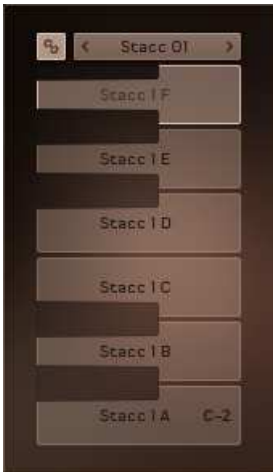 Stacc 01
Stacc 1 F
Stacc 1 E
Stacc 1 D
Stacc 1 C
Stacc 1 B
Stacc 1 A C-2